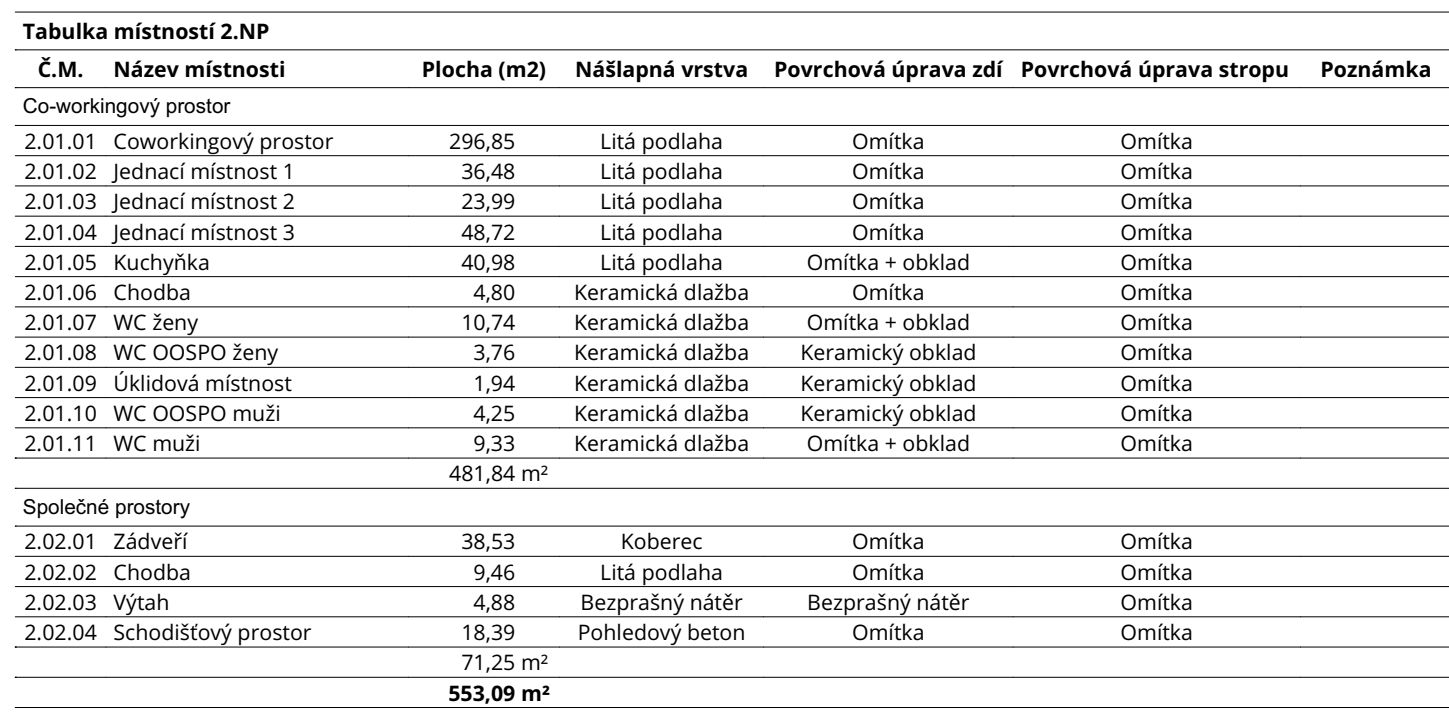 Tabulka místností 2.NP
Č.M. Název místnosti Plocha (m2) Nášlapná vrstva Povrchová úprava zdí Povrchová úprava stropu Poznámka
Co-workingový prostor
2.01.01 Coworkingový prostor 296,85 Litá podlaha Omítka Omítka
2.01.02 Jednací místnost 1 36,48 Litá podlaha Omítka Omítka
2.01.03 Jednací místnost 2 23,99 Litá podlaha Omítka Omítka
2.01.04 Jednací místnost 3 48,72 Litá podlaha Omítka Omítka
2.01.05 Kuchyňka 40,98 Litá podlaha Omítka + obklad Omítka
2.01.06 Chodba 4,80 Keramická dlažba Omítka Omítka
2.01.07 WC ženy 10,74 Keramická dlažba Omítka + obklad Omítka
2.01.08 WC OOSPO ženy 3,76 Keramická dlažba Keramický obklad Omítka
2.01.09 Úklidová místnost 1,94 Keramická dlažba Keramický obklad Omítka
2.01.10 WC OOSPO muži 4,25 Keramická dlažba Keramický obklad Omítka
2.01.11 WC muži 9,33 Keramická dlažba Omítka + obklad Omítka
481,84 m²
Společné prostory
2.02.01 Zádveří 38,53 Koberec Omítka Omítka
2.02.02 Chodba 9,46 Litá podlaha Omítka Omítka
2.02.03 Výtah 4,88 Bezprašný nátěr Bezprašný nátěr Omítka
2.02.04 Schodišťový prostor 18,39 Pohledový beton Omítka Omítka
71,25 m²
553,09 m²